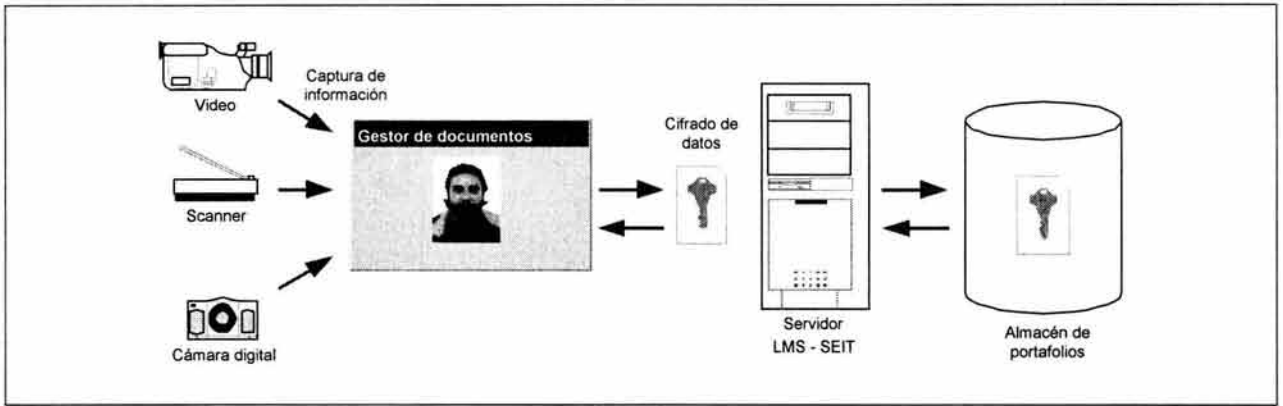 Video
Captura de
información
Gestor de documentos
Scanner
Cámara digital
Cifrado de
datos
Servidor
LMS - SEIT
Almacén de
portafolios